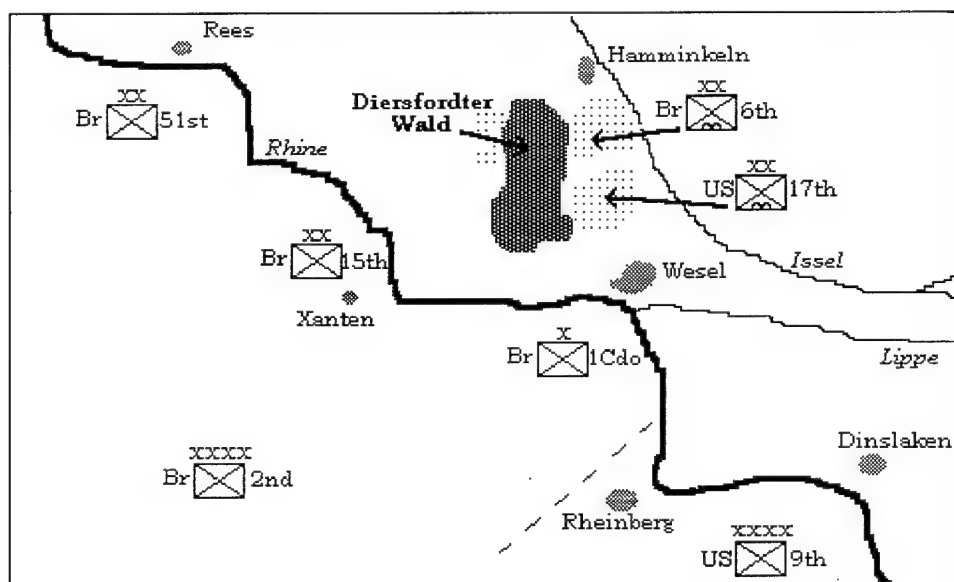 Rees
Hamminkeln
XX
Br 51st
Diersfordter
Wald
XX
Br 6th
Rhine
XX
US 17th
XX
Br 15th
Xanten
Wesel
Issel
X
Br 1Cdo
Lippe
XXXX
Br 2nd
Dinslaken
Rheinberg
XXXX
US 9th